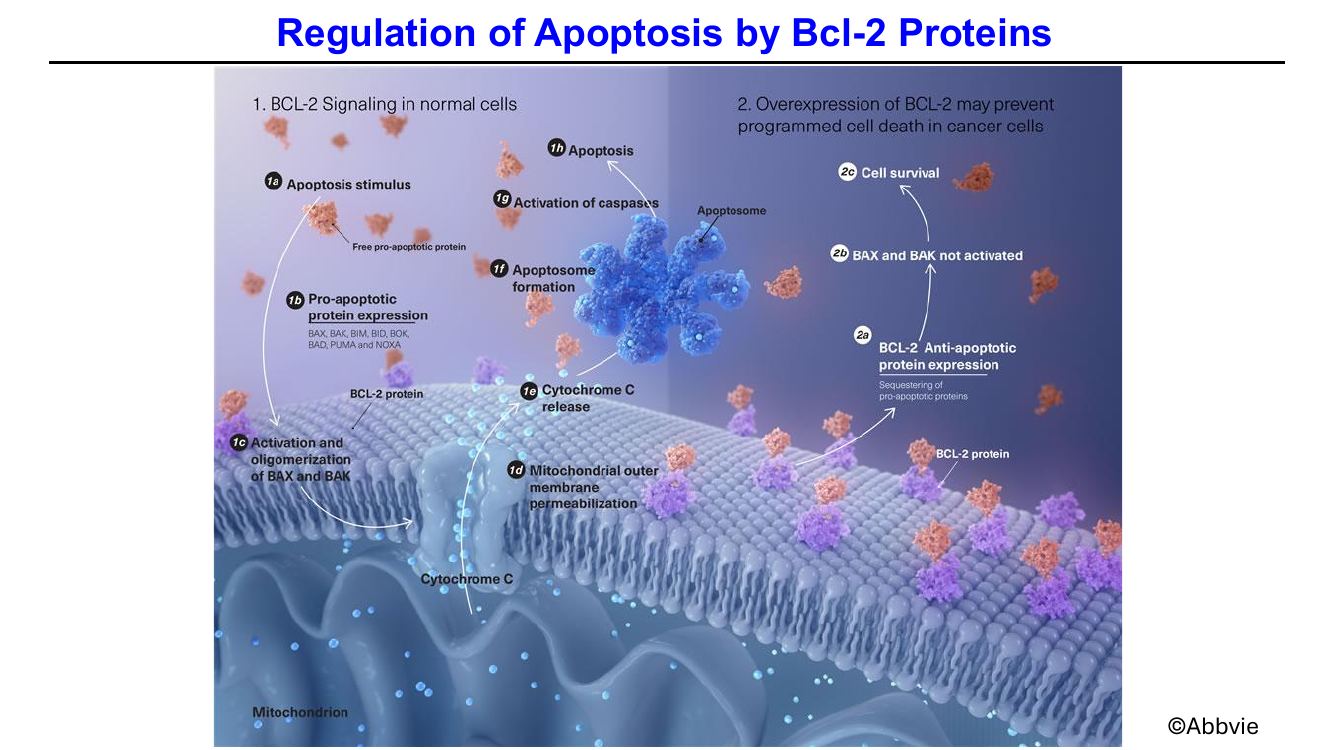 Regulation of Apoptosis by Bcl-2 Proteins
1. BCL-2 Signaling in normal cells
1a Apoptosis stimulus
Free pro-apoptotic protein
1b Pro-apoptotic
protein expression
BAX, BAK, BIM, BID, BOK,
BAD, PUMA and NOXA
BCL-2 protein
1c Activation and
oligomerization
of BAX and BAK
1d Mitochondrial outer
membrane
permeabilization
Cytochrome C
1e Cytochrome C
release
1f Apoptosome
formation
Apoptosome
1g Activation of caspases
1h Apoptosis
Mitochondrion
2. Overexpression of BCL-2 may prevent
programmed cell death in cancer cells
2c Cell survival
2b BAX and BAK not activated
2a BCL-2 Anti-apoptotic
protein expression
Sequestering of
pro-apoptotic proteins
BCL-2 protein
©Abbvie